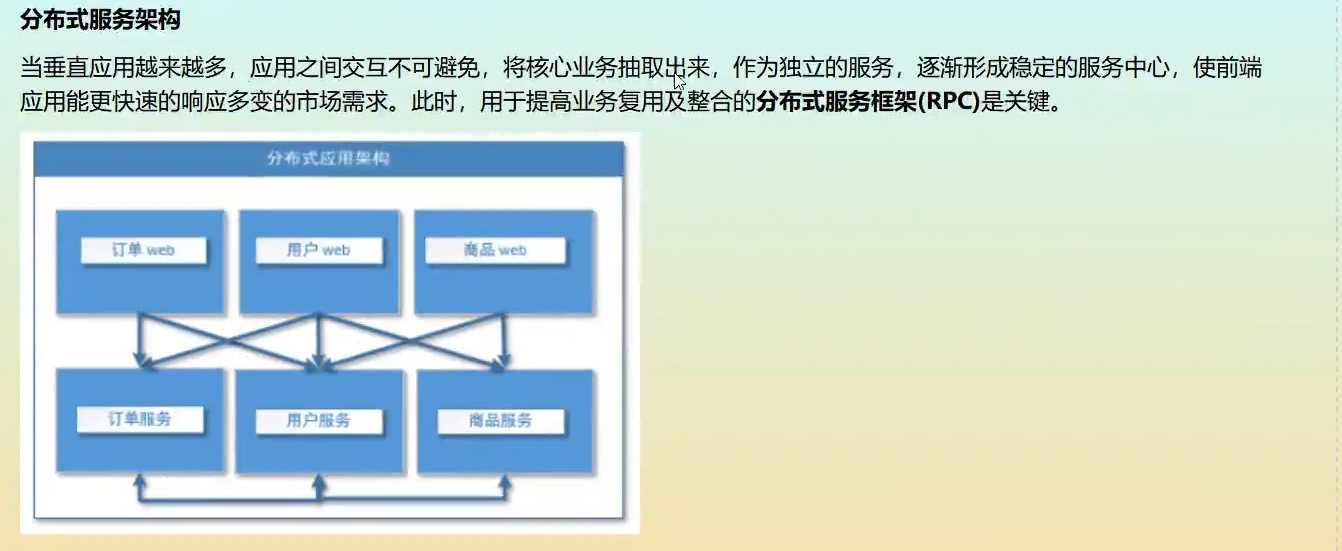 分布式服务架构
当垂直应用越来越多，应用之间交互不可避免，将核心业务抽取出来，作为独立的服务，逐渐形成稳定的服务中心，使前端
应用能更快速的响应多变的市场需求。此时，用于提高业务复用及整合的分布式服务框架(RPC)是关键。
分布式应用架构
订单 web
用户 web
商品 web
订单服务
用户服务
商品服务